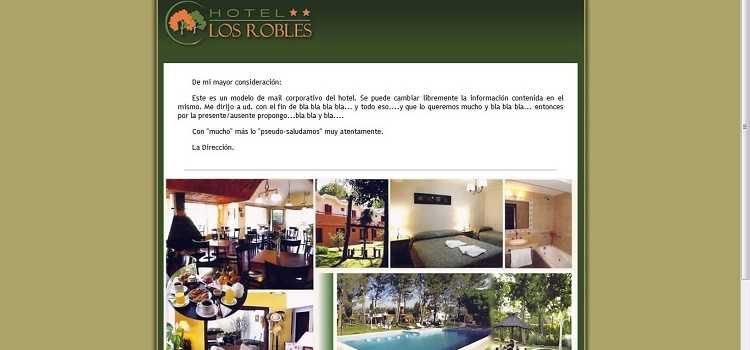 HOTEL
LOS ROBLES
De mi mayor consideración:
Este es un modelo de mail corporativo del hotel. Se puede cambiar libremente la información contenida en el
mismo. Me dirijo a ud. con el fin de bla bla bla bla... y todo eso....y que lo queremos mucho y bla bla bla... entonces
por la presente/ausente propongo...bla bla y bla....
Con "mucho" más lo "pseudo-saludamos" muy atentamente.
La Dirección.